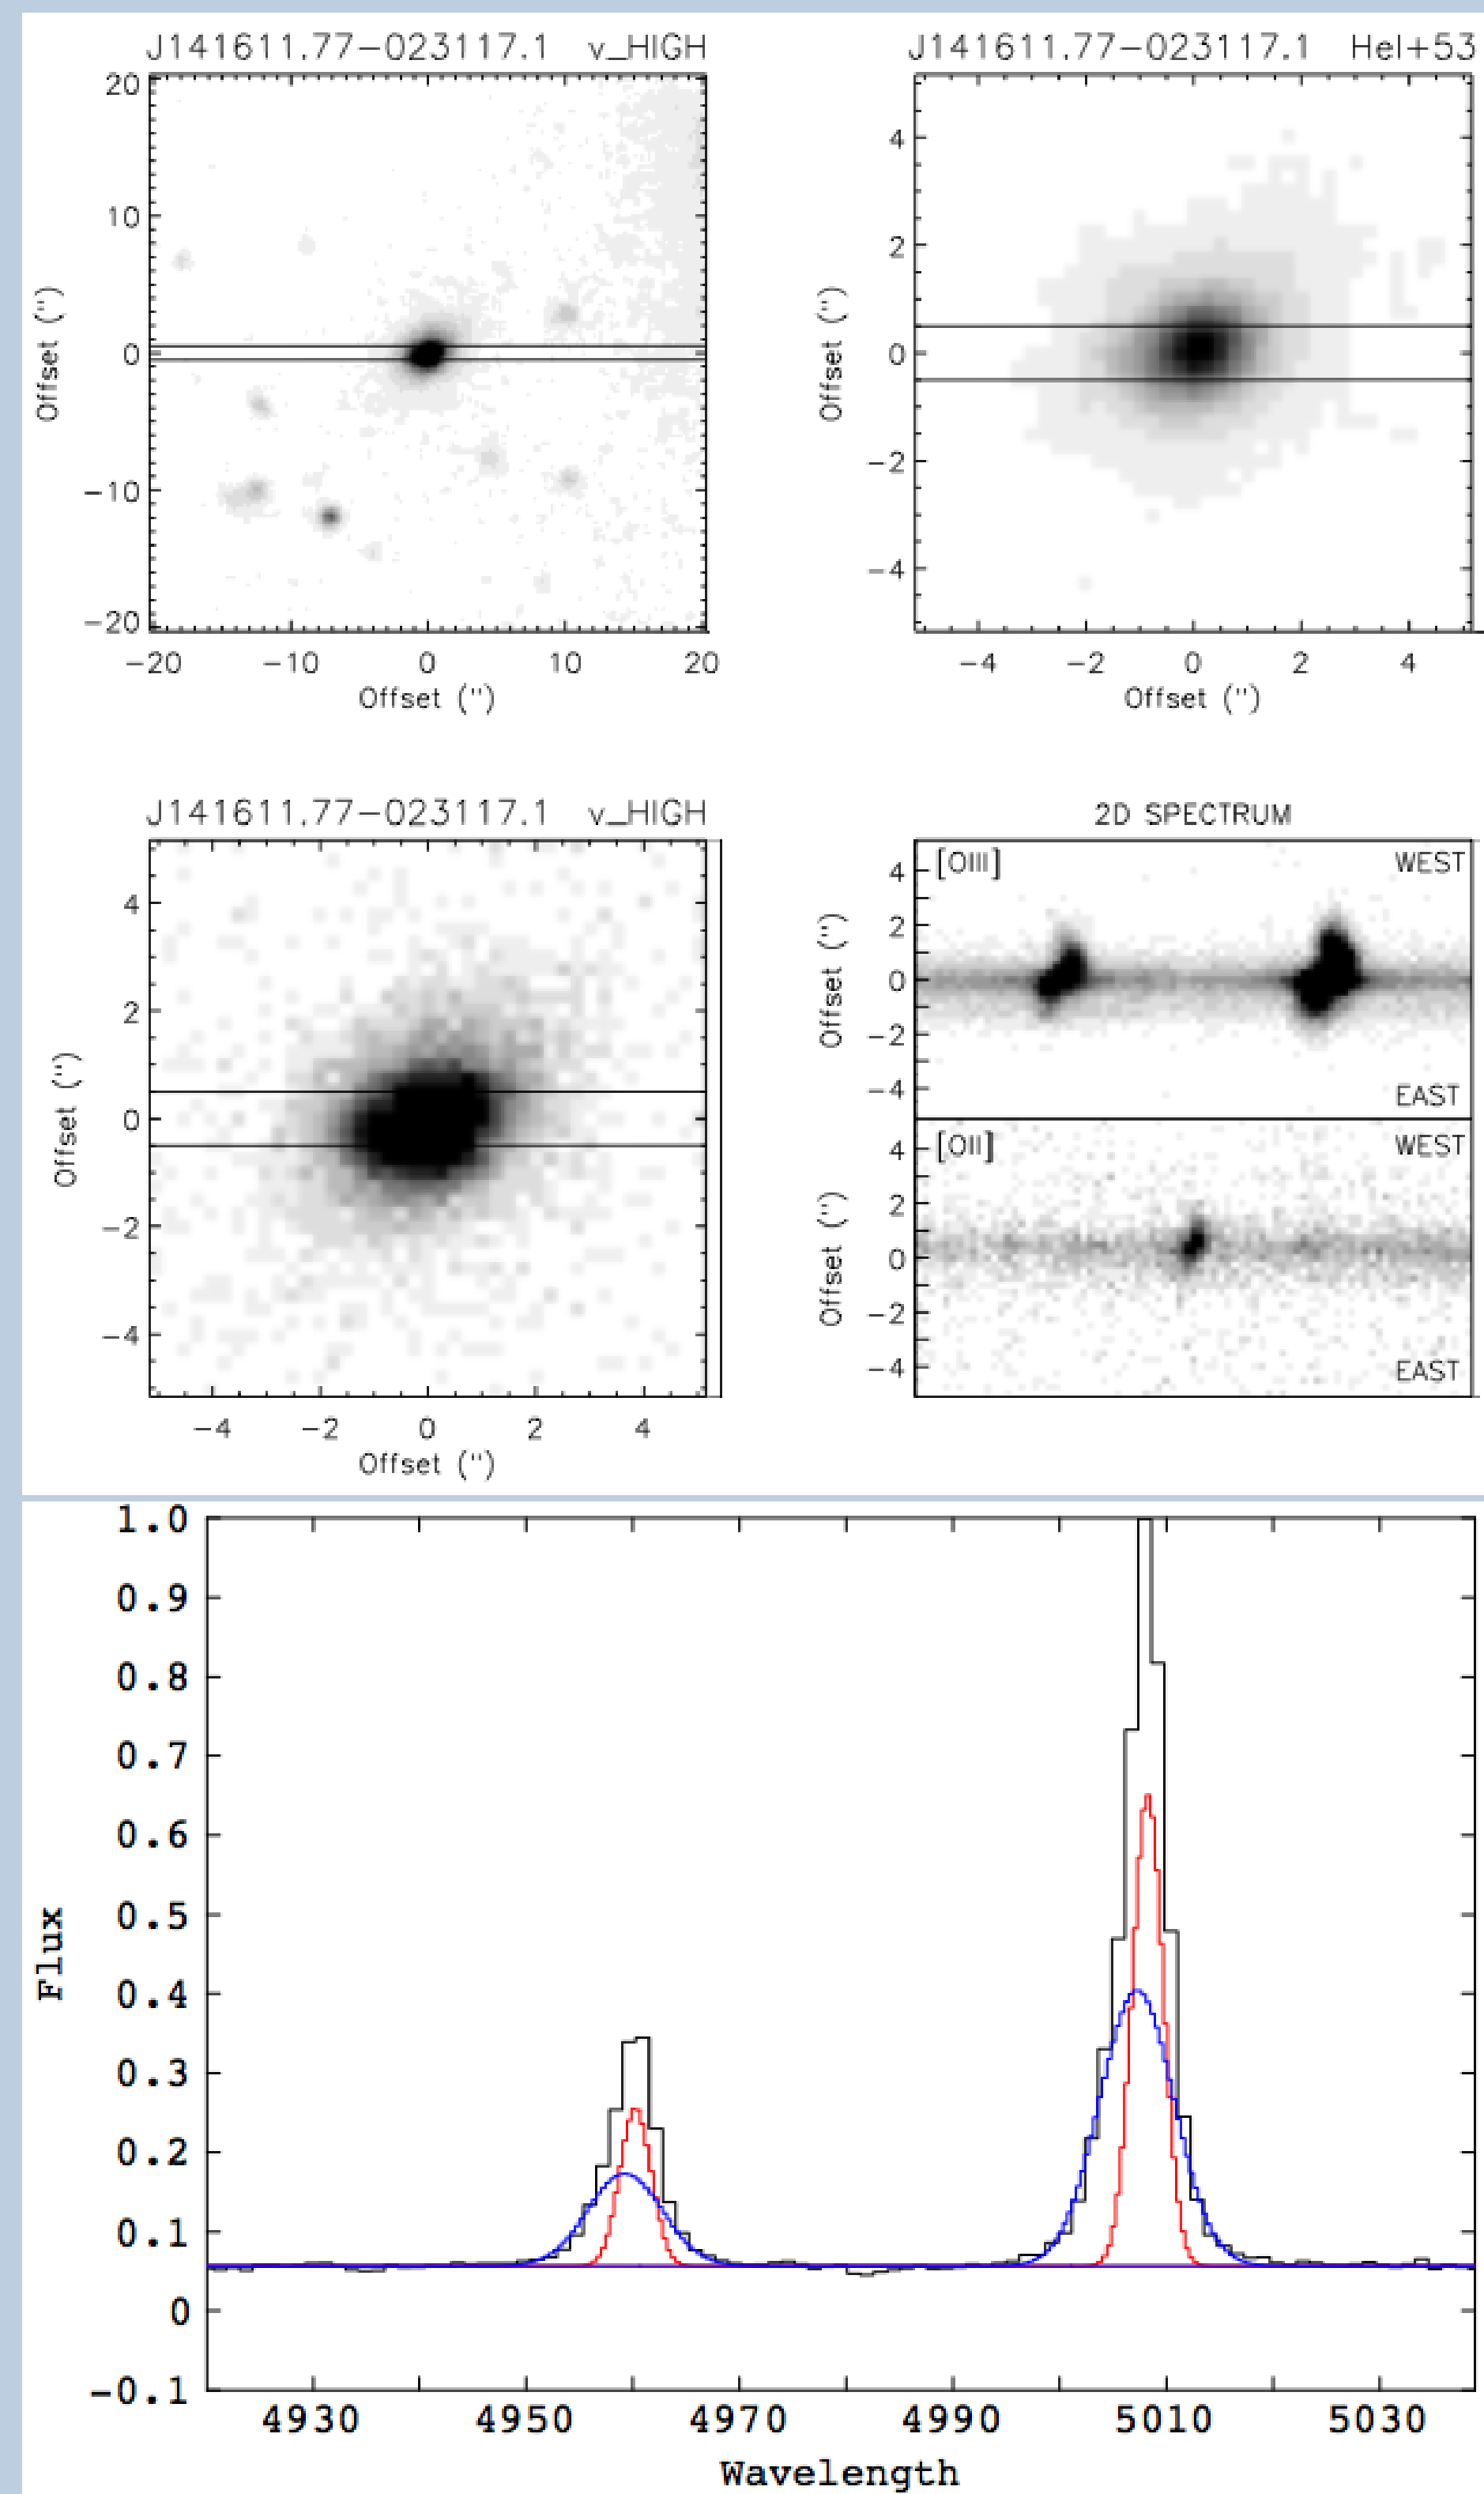 J141611.77-023117.1 v_HIGH
20
10
0
-10
-20
-20 -10 0 10 20
Offset (")
Offset (")
J141611.77-023117.1 HeI+53
4
2
0
-2
-4
-4 -2 0 2 4
Offset (")
Offset (")
J141611.77-023117.1 v_HIGH
4
2
0
-2
-4
-4 -2 0 2 4
Offset (")
Offset (")
2D SPECTRUM
[OIII] WEST
4
2
0
-2
-4
Offset (")
EAST
[OII] WEST
4
2
0
-2
-4
Offset (")
EAST
1.0
0.9
0.8
0.7
0.6
0.5
0.4
0.3
0.2
0.1
0
-0.1
Flux
4930 4950 4970 4990 5010 5030
Wavelength